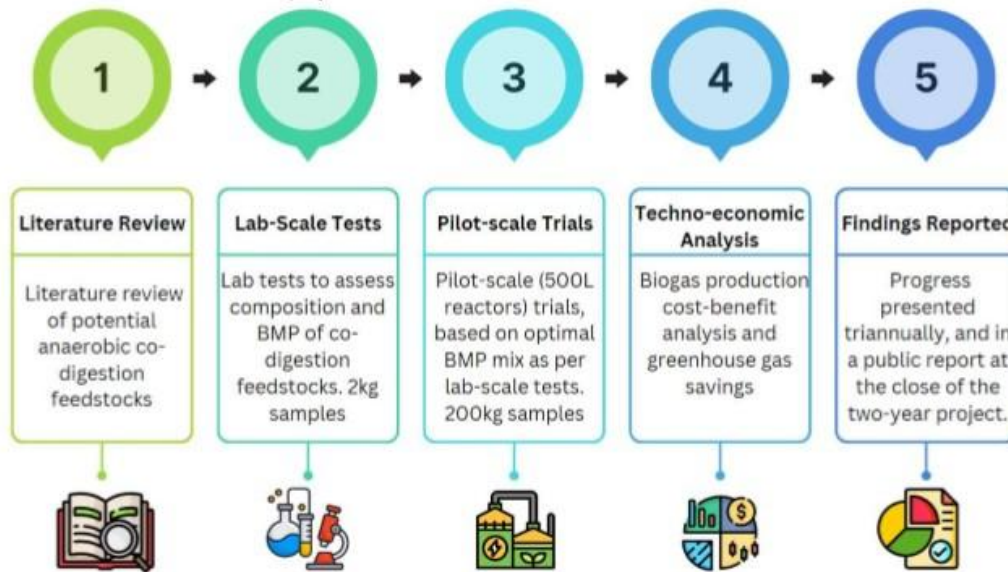 1
2
3
4
5
Literature Review
Literature review
of potential
anaerobic co-
digestion
feedstocks
Lab-Scale Tests
Lab tests to assess
composition and
BMP of co-
digestion
feedstocks. 2kg
samples
Pilot-scale Trials
Pilot-scale (500L
reactors) trials,
based on optimal
BMP mix as per
lab-scale tests.
200kg samples
Techno-economic
Analysis
Biogas production
cost-benefit
analysis and
greenhouse gas
savings
Findings Reported
Progress
presented
triannually, and in
a public report at
the close of the
two-year project.
$